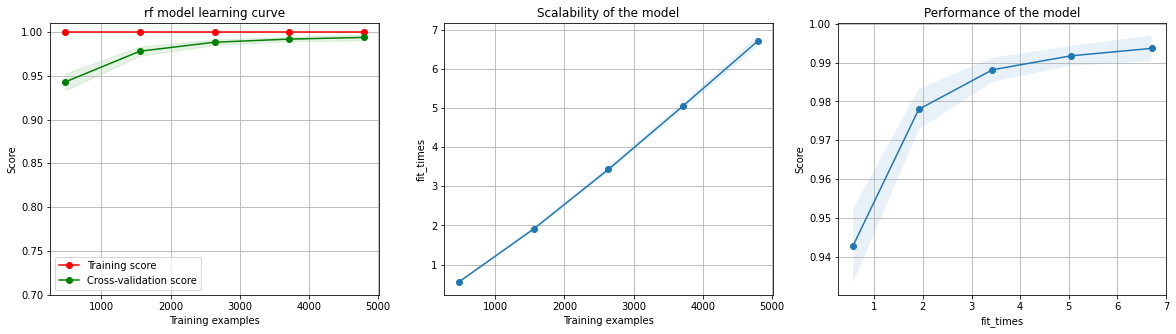 rf model learning curve
Score
1.00
0.95
0.90
0.85
0.80
0.75
0.70
Training score
Cross-validation score
1000 2000 3000 4000 5000
Training examples
Scalability of the model
fit_times
7
6
5
4
3
2
1
1000 2000 3000 4000 5000
Training examples
Performance of the model
Score
1.00
0.99
0.98
0.97
0.96
0.95
0.94
1 2 3 4 5 6 7
fit_times